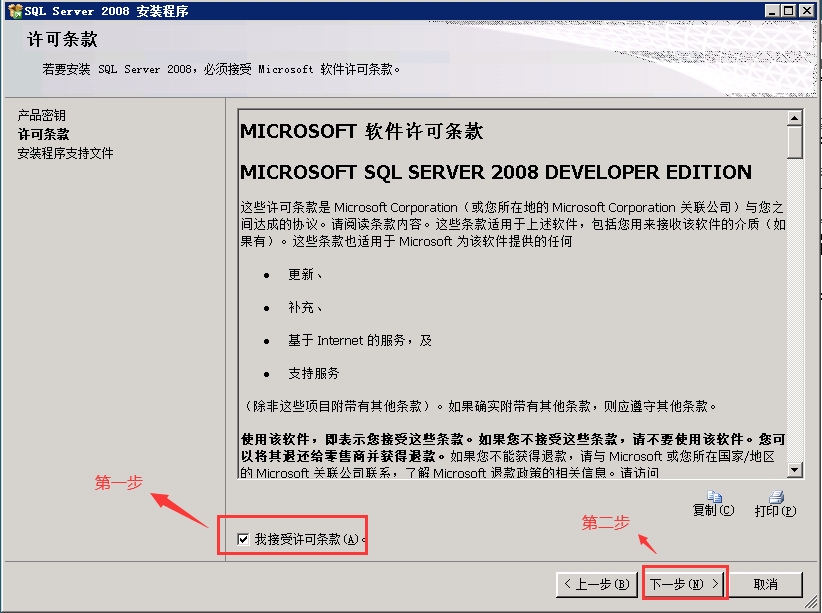 SQL Server 2008 安装程序
许可条款
若要安装 SQL Server 2008，必须接受 Microsoft 软件许可条款。
产品密钥
许可条款
安装程序支持文件
MICROSOFT 软件许可条款
MICROSOFT SQL SERVER 2008 DEVELOPER EDITION
这些许可条款是 Microsoft Corporation（或您所在地的 Microsoft Corporation 关联公司）与您之
间达成的协议。请阅读条款内容。这些条款适用于上述软件，包括您用来接收该软件的介质（如
果有）。这些条款也适用于 Microsoft 为该软件提供的任何
• 更新、
• 补充、
• 基于 Internet 的服务，及
• 支持服务
（除非这些项目附带有其他条款）。如果确实附带有其他条款，则应遵守其他条款。
使用该软件，即表示您接受这些条款。如果您不接受这些条款，请不要使用该软件。您可
以将其退还给零售商并获得退款。如果您不能获得退款，请与 Microsoft 或您所在国家/地区
的 Microsoft 关联公司联系，了解 Microsoft 退款政策的相关信息。请访问
复制(C) 打印(P)
第一步
我接受许可条款(A)。
第二步
< 上一步(B) 下一步(N) > 取消